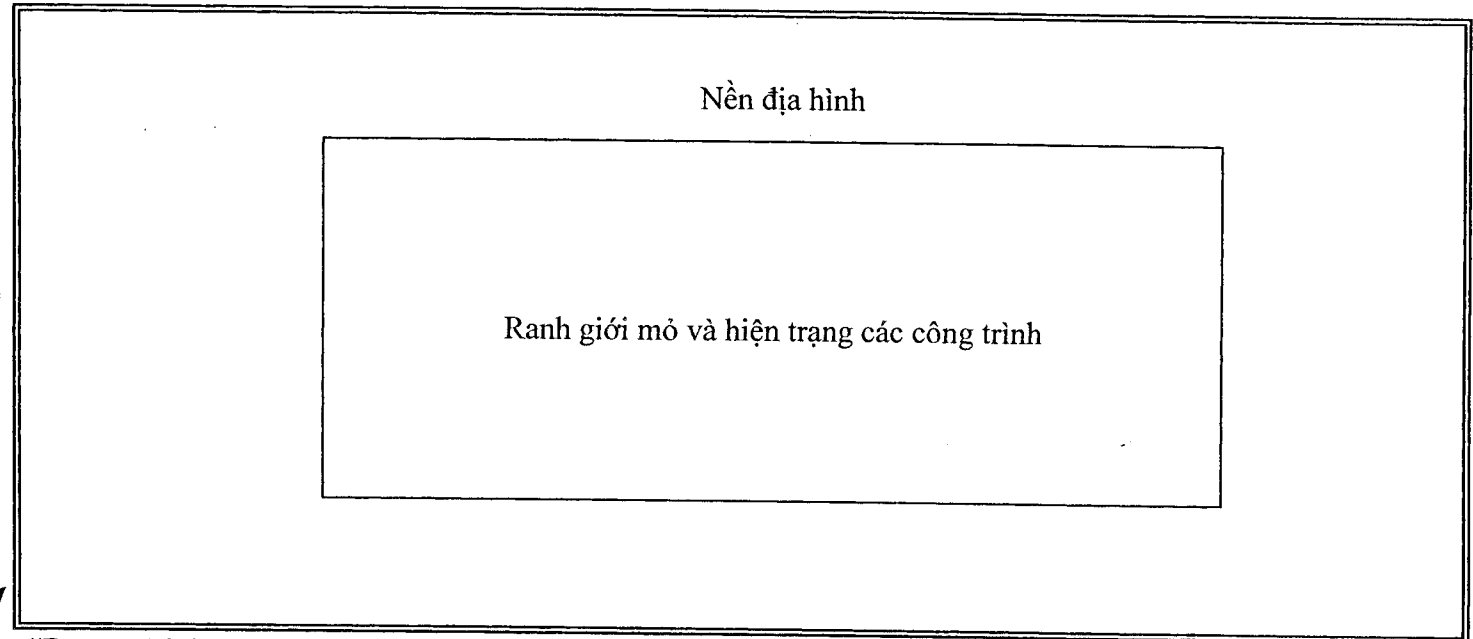 Nền địa hình
Ranh giới mỏ và hiện trạng các công trình